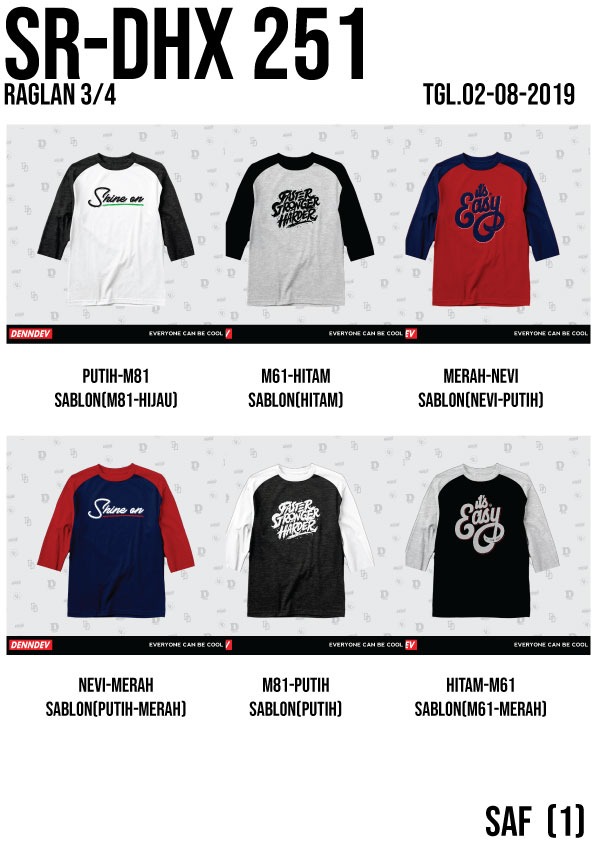 SR-DHX 251
RAGLAN 3/4
TGL.02-08-2019
Shine on
FASTER
STRONGER
HARDER
it's
Easy
DENNDEV
EVERYONE CAN BE COOL
EVERYONE CAN BE COOL
EV
EVERYONE CAN BE COOL
PUTIH-M81
SABLON(M81-HIJAU)
M61-HITAM
SABLON(HITAM)
MERAH-NEVI
SABLON(NEVI-PUTIH)
Shine on
FASTER
STRONGER
HARDER
it's
Easy
DENNDEV
EVERYONE CAN BE COOL
EVERYONE CAN BE COOL
EV
EVERYONE CAN BE COOL
NEVI-MERAH
SABLON(PUTIH-MERAH)
M81-PUTIH
SABLON(PUTIH)
HITAM-M61
SABLON(M61-MERAH)
SAF (1)